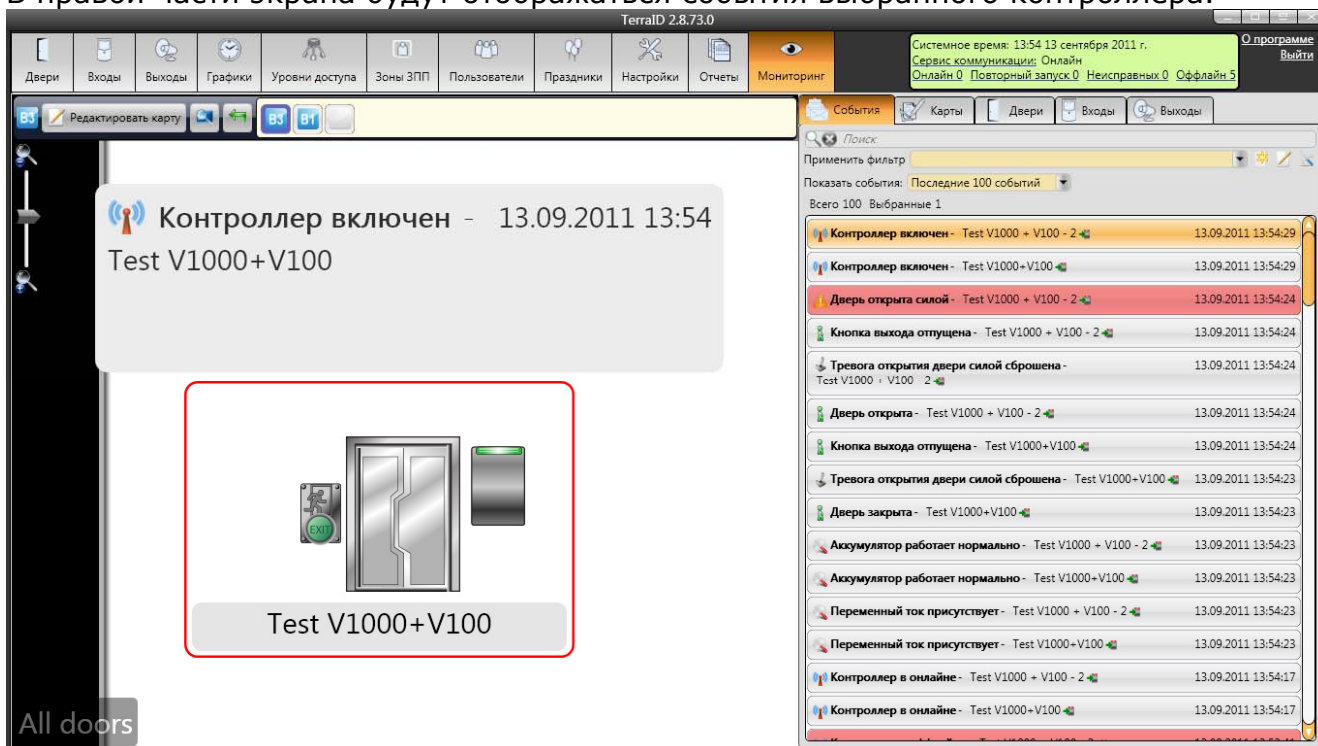 В правой части экрана будут отображаться события выбранного контроллера.
TerraID 2.8.73.0
Двери Входы Выходы Графики Уровни доступа Зоны ЗПП Пользователи Праздники Настройки Отчеты Мониторинг
Системное время: 13:54 13 сентября 2011 г.
Сервис коммуникации: Онлайн
Онлайн 0 Повторный запуск 0 Неисправных 0 Оффлайн 5
О программе
Выйти
B3 Редактировать карту B3 B1
События Карты Двери Входы Выходы
Поиск
Применить фильтр
Показать события: Последние 100 событий
Всего 100 Выбранные 1
Контроллер включен - 13.09.2011 13:54
Test V1000+V100
EXIT
Test V1000+V100
All doors
Контроллер включен - Test V1000 + V100 - 2 13.09.2011 13:54:29
Контроллер включен - Test V1000+V100 13.09.2011 13:54:29
Дверь открыта силой - Test V1000 + V100 - 2 13.09.2011 13:54:24
Кнопка выхода отпущена - Test V1000 + V100 - 2 13.09.2011 13:54:24
Тревога открытия двери силой сброшена - 13.09.2011 13:54:24
Test V1000 + V100 - 2
Дверь открыта - Test V1000 + V100 - 2 13.09.2011 13:54:24
Кнопка выхода отпущена - Test V1000+V100 13.09.2011 13:54:24
Тревога открытия двери силой сброшена - Test V1000+V100 13.09.2011 13:54:23
Дверь закрыта - Test V1000+V100 13.09.2011 13:54:23
Аккумулятор работает нормально - Test V1000 + V100 - 2 13.09.2011 13:54:23
Аккумулятор работает нормально - Test V1000+V100 13.09.2011 13:54:23
Переменный ток присутствует - Test V1000 + V100 - 2 13.09.2011 13:54:23
Переменный ток присутствует - Test V1000+V100 13.09.2011 13:54:23
Контроллер в онлайне - Test V1000 + V100 - 2 13.09.2011 13:54:17
Контроллер в онлайне - Test V1000+V100 13.09.2011 13:54:17